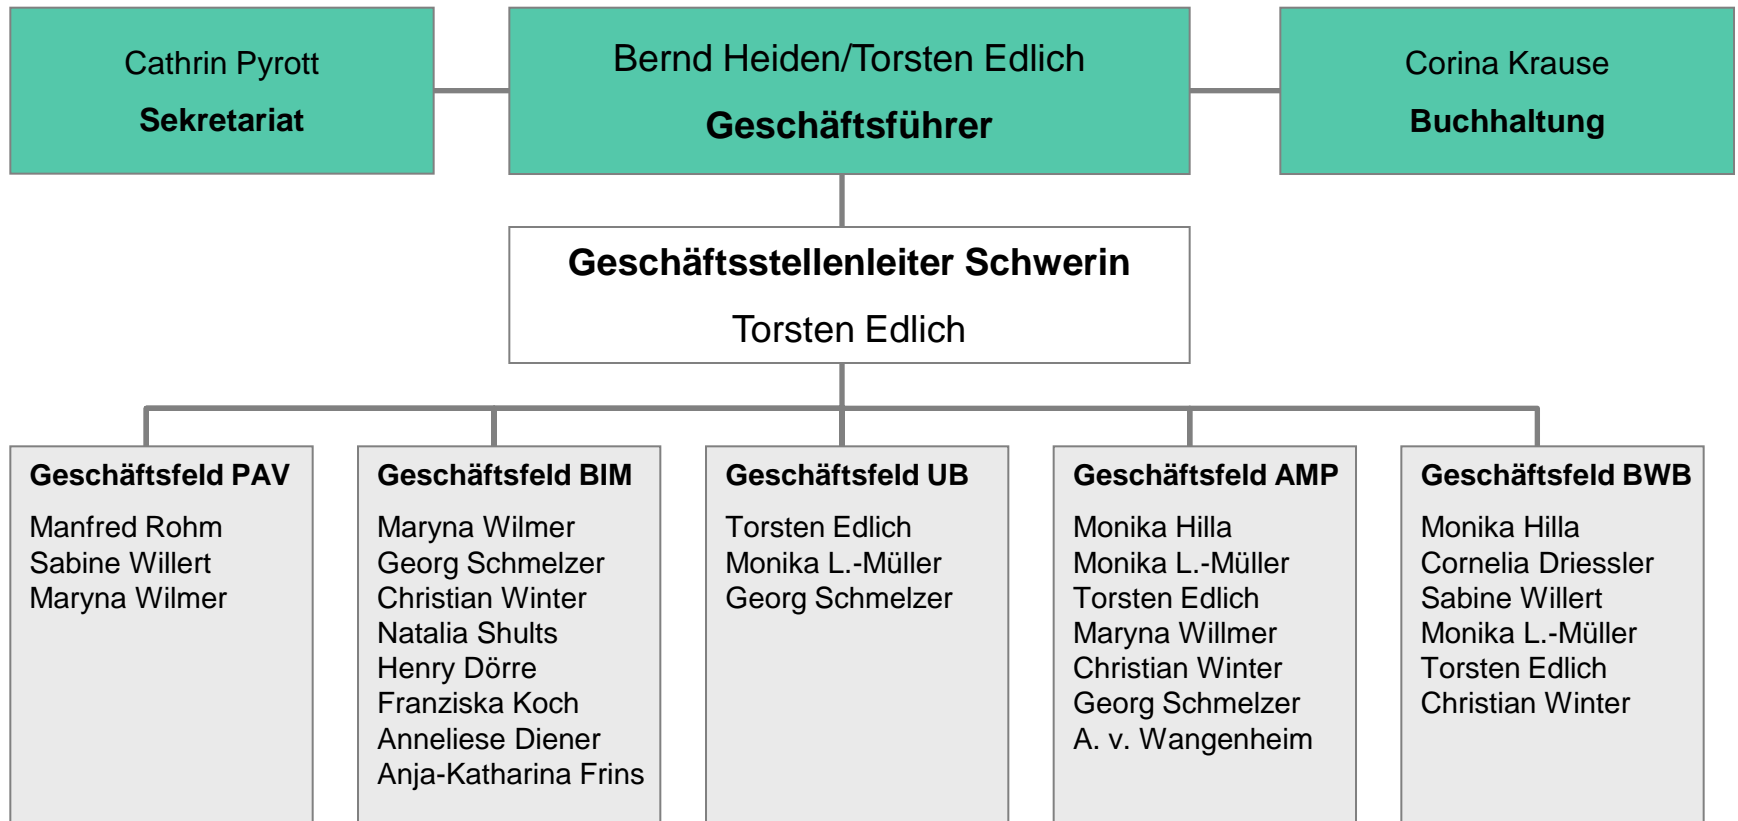 Cathrin Pyrott
Sekretariat
Bernd Heiden/Torsten Edlich
Geschäftsführer
Corina Krause
Buchhaltung
Geschäftsstellenleiter Schwerin
Torsten Edlich
Geschäftsfeld PAV
Manfred Rohm
Sabine Willert
Maryna Wilmer
Geschäftsfeld BIM
Maryna Wilmer
Georg Schmelzer
Christian Winter
Natalia Shults
Henry Dörre
Franziska Koch
Anneliese Diener
Anja-Katharina Frins
Geschäftsfeld UB
Torsten Edlich
Monika L.-Müller
Georg Schmelzer
Geschäftsfeld AMP
Monika Hilla
Monika L.-Müller
Torsten Edlich
Maryna Willmer
Christian Winter
Georg Schmelzer
A. v. Wangenheim
Geschäftsfeld BWB
Monika Hilla
Cornelia Driessler
Sabine Willert
Monika L.-Müller
Torsten Edlich
Christian Winter